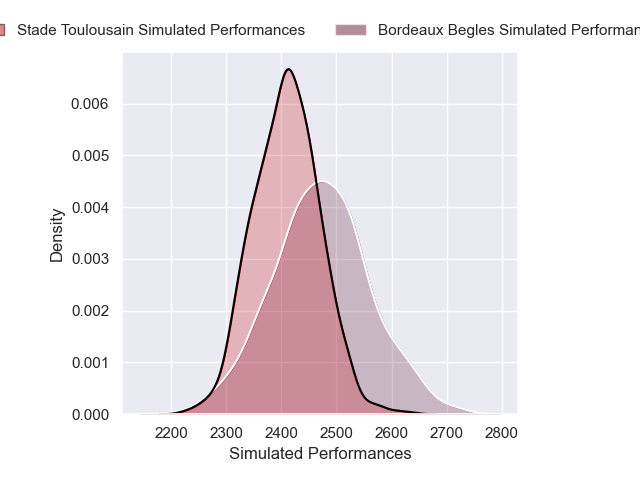 Stade Toulousain Simulated Performances
Bordeaux Begles Simulated Performan
0.006
0.005
0.004
0.003
0.002
0.001
0.000
Density
2200 2300 2400 2500 2600 2700 2800
Simulated Performances